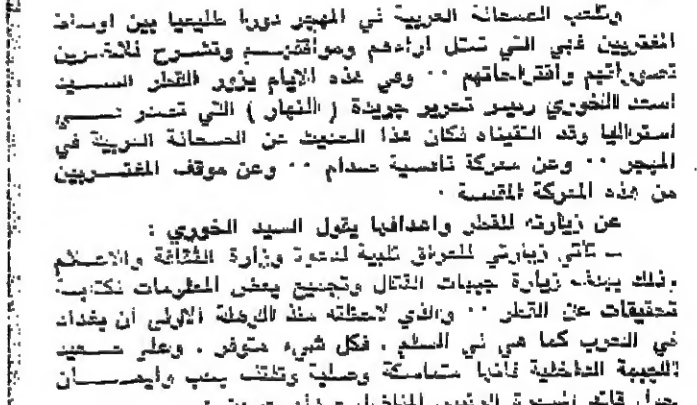 وتلعب الصحافة العربية في المهجر دورا طليعيا بين اوساط
المغتربين فهي التي تمثل اراءهم ومواقفهم وتشرح للاخرين
تصوراتهم واقتراحاتهم ·· وفي هذه الايام يزور القطر السيد
اسعد الخوري رئيس تحرير جريدة ( النهار ) التي تصدر في
استراليا وقد التقيناه فكان هذا الحديث عن الصحافة العربية في
المهجر ·· وعن معركة قادسية صدام ·· وعن موقف المغتربين
من هذه المعركة المقدسة ·
عن زيارته للقطر واهدافها يقول السيد الخوري :
ـ تأتي زيارتي للعراق تلبية لدعوة وزارة الثقافة والاعلام
وذلك بهدف زيارة جبهات القتال وتجميع بعض المعلومات لكتابة
تحقيقات عن القطر ·· والذي لاحظته منذ الوهلة الاولى ان بغداد
في الحرب كما هي في السلم . فكل شيء متوفر . وعلى صعيد
الجبهة الداخلية فانها متماسكة وصلبة وتلتف بحب وايمان
حول قائد